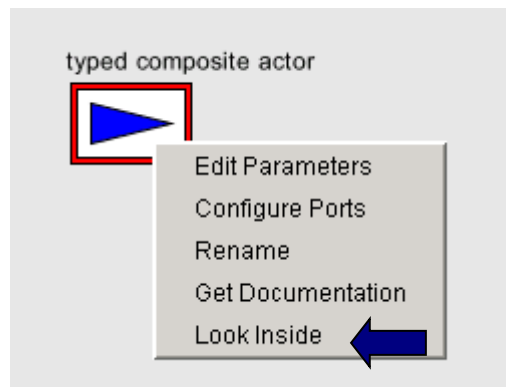 typed composite actor
Edit Parameters
Configure Ports
Rename
Get Documentation
Look Inside